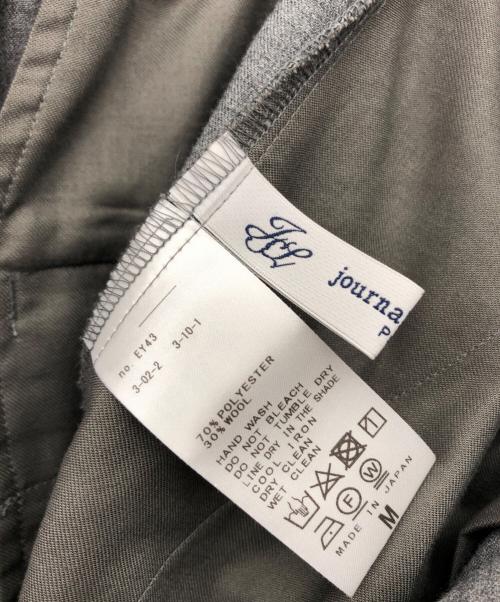 JsL
journa
P
no. EY43
3-02-2 3-10-1
70% POLYESTER
30% WOOL
HAND WASH
DO NOT BLEACH
DO NOT TUMBLE DRY
LINE DRY IN THE SHADE
COOL IRON
DRY CLEAN
WET CLEAN
F W
MADE IN JAPAN
M